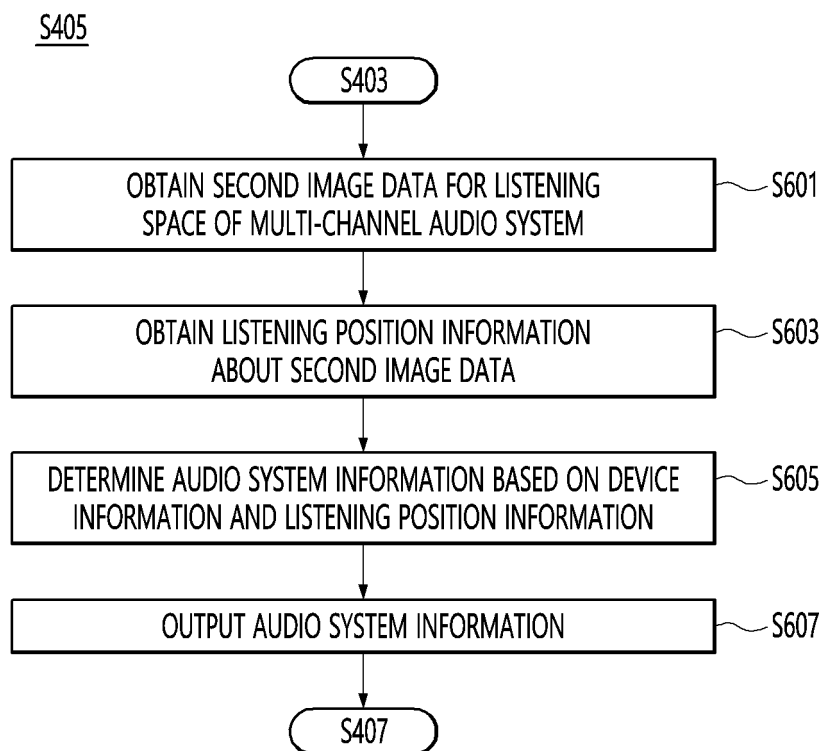 S405
S403
OBTAIN SECOND IMAGE DATA FOR LISTENING
SPACE OF MULTI-CHANNEL AUDIO SYSTEM
S601
OBTAIN LISTENING POSITION INFORMATION
ABOUT SECOND IMAGE DATA
S603
DETERMINE AUDIO SYSTEM INFORMATION BASED ON DEVICE
INFORMATION AND LISTENING POSITION INFORMATION
S605
OUTPUT AUDIO SYSTEM INFORMATION
S607
S407